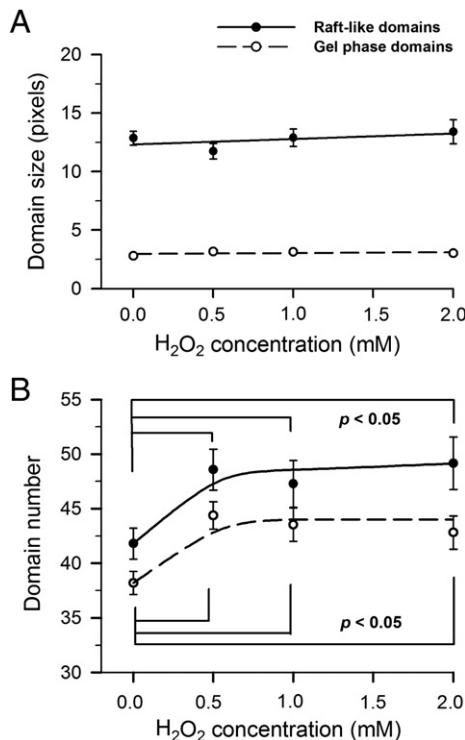 A
Raft-like domains
Gel phase domains
Domain size (pixels)
20
15
10
5
0
0.0 0.5 1.0 1.5 2.0
H₂O₂ concentration (mM)
B
Domain number
55
50
45
40
35
30
p < 0.05
p < 0.05
0.0 0.5 1.0 1.5 2.0
H₂O₂ concentration (mM)